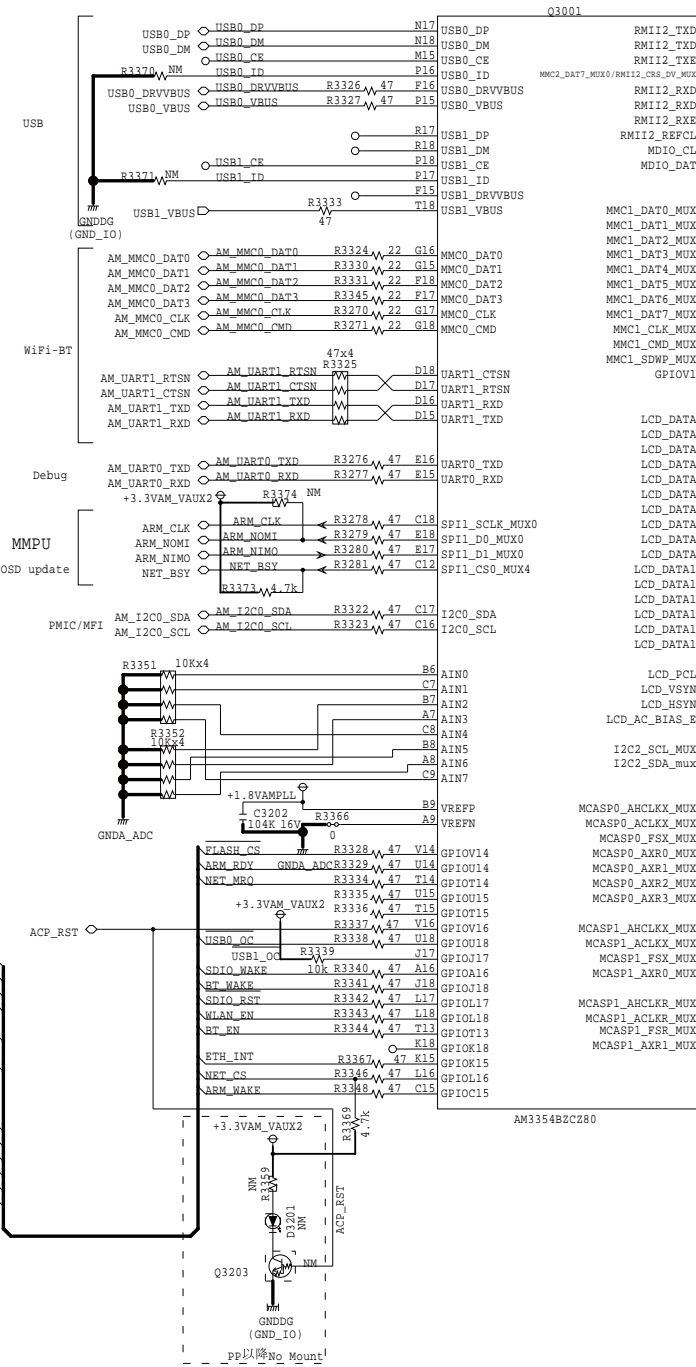 Q3001
USB
USB0_DP USB0_DP N17 USB0_DP RMII2_TXD
USB0_DM USB0_DM N18 USB0_DM RMII2_TXD
USB0_CE M15 USB0_CE RMII2_TXE
R3370 NM USB0_ID P16 USB0_ID MMC2_DAT7_MUX0/RMII2_CRS_DV_MUX
USB0_DRVVBUS USB0_DRVVBUS R3326 47 F16 USB0_DRVVBUS RMII2_RXD
USB0_VBUS USB0_VBUS R3327 47 P15 USB0_VBUS RMII2_RXD
RMII2_RXE
R17 USB1_DP RMII2_REFCL
R18 USB1_DM MDIO_CL
USB1_CE P18 USB1_CE MDIO_DAT
R3371 NM USB1_ID P17 USB1_ID
F15 USB1_DRVVBUS
USB1_VBUS R3333 47 T18 USB1_VBUS MMC1_DAT0_MUX
GNDDG
(GND_IO)
MMC1_DAT1_MUX
MMC1_DAT2_MUX
WiFi-BT
AM_MMC0_DAT0 AM_MMC0_DAT0 R3324 22 G16 MMC0_DAT0 MMC1_DAT3_MUX
AM_MMC0_DAT1 AM_MMC0_DAT1 R3330 22 G15 MMC0_DAT1 MMC1_DAT4_MUX
AM_MMC0_DAT2 AM_MMC0_DAT2 R3331 22 F18 MMC0_DAT2 MMC1_DAT5_MUX
AM_MMC0_DAT3 AM_MMC0_DAT3 R3345 22 F17 MMC0_DAT3 MMC1_DAT6_MUX
AM_MMC0_CLK AM_MMC0_CLK R3270 22 G17 MMC0_CLK MMC1_DAT7_MUX
AM_MMC0_CMD AM_MMC0_CMD R3271 22 G18 MMC0_CMD MMC1_CLK_MUX
MMC1_CMD_MUX
47x4 MMC1_SDWP_MUX
R3325
AM_UART1_RTSN AM_UART1_RTSN D18 UART1_CTSN GPIOV1
AM_UART1_CTSN AM_UART1_CTSN D17 UART1_RTSN
AM_UART1_TXD AM_UART1_TXD D16 UART1_RXD
AM_UART1_RXD AM_UART1_RXD D15 UART1_TXD LCD_DATA
LCD_DATA
LCD_DATA
Debug
AM_UART0_TXD AM_UART0_TXD R3276 47 E16 UART0_TXD LCD_DATA
AM_UART0_RXD AM_UART0_RXD R3277 47 E15 UART0_RXD LCD_DATA
+3.3VAM_VAUX2 R3374 NM LCD_DATA
LCD_DATA
MMPU
OSD update
ARM_CLK ARM_CLK R3278 47 C18 SPI1_SCLK_MUX0 LCD_DATA
ARM_NOMI ARM_NOMI R3279 47 E18 SPI1_D0_MUX0 LCD_DATA
ARM_NIMO ARM_NIMO R3280 47 E17 SPI1_D1_MUX0 LCD_DATA
NET_BSY NET_BSY R3281 47 C12 SPI1_CS0_MUX4 LCD_DATA1
R3373 4.7k LCD_DATA1
LCD_DATA1
PMIC/MFI
AM_I2C0_SDA AM_I2C0_SDA R3322 47 C17 I2C0_SDA LCD_DATA1
AM_I2C0_SCL AM_I2C0_SCL R3323 47 C16 I2C0_SCL LCD_DATA1
LCD_DATA1
R3351 10Kx4
B6 AIN0 LCD_PCL
C7 AIN1 LCD_VSYN
B7 AIN2 LCD_HSYN
A7 AIN3 LCD_AC_BIAS_E
C8 AIN4
R3352
10Kx4
B8 AIN5 I2C2_SCL_MUX
A8 AIN6 I2C2_SDA_mux
C9 AIN7
+1.8VAMPLL
GNDA_ADC
C3202
104K 16V
B9 VREFP MCASP0_AHCLKX_MUX
R3366 0 A9 VREFN MCASP0_ACLKX_MUX
MCASP0_FSX_MUX
FLASH_CS R3328 47 V14 GPIOV14 MCASP0_AXR0_MUX
ARM_RDY GNDA_ADC R3329 47 U14 GPIOU14 MCASP0_AXR1_MUX
NET_MRQ R3334 47 T14 GPIOT14 MCASP0_AXR2_MUX
R3335 47 U15 GPIOU15 MCASP0_AXR3_MUX
+3.3VAM_VAUX2 R3336 47 T15 GPIOT15
ACP_RST R3337 47 V16 GPIOV16 MCASP1_AHCLKX_MUX
USB0_OC R3338 47 U18 GPIOU18 MCASP1_ACLKX_MUX
USB1_OC R3339 10k J17 GPIOJ17 MCASP1_FSX_MUX
SDIO_WAKE R3340 47 A16 GPIOA16 MCASP1_AXR0_MUX
BT_WAKE R3341 47 J18 GPIOJ18
SDIO_RST R3342 47 L17 GPIOL17 MCASP1_AHCLKR_MUX
WLAN_EN R3343 47 L18 GPIOL18 MCASP1_ACLKR_MUX
BT_EN R3344 47 T13 GPIOT13 MCASP1_FSR_MUX
K18 GPIOK18 MCASP1_AXR1_MUX
ETH_INT R3367 47 K15 GPIOK15
NET_CS R3346 47 L16 GPIOL16
ARM_WAKE R3348 47 C15 GPIOC15
AM3354BZCZ80
R3369
4.7k
+3.3VAM_VAUX2
NM
R3359
D3201
NM
ACP_RST
Q3203 NM
GNDDG
(GND_IO)
PP以降No Mount